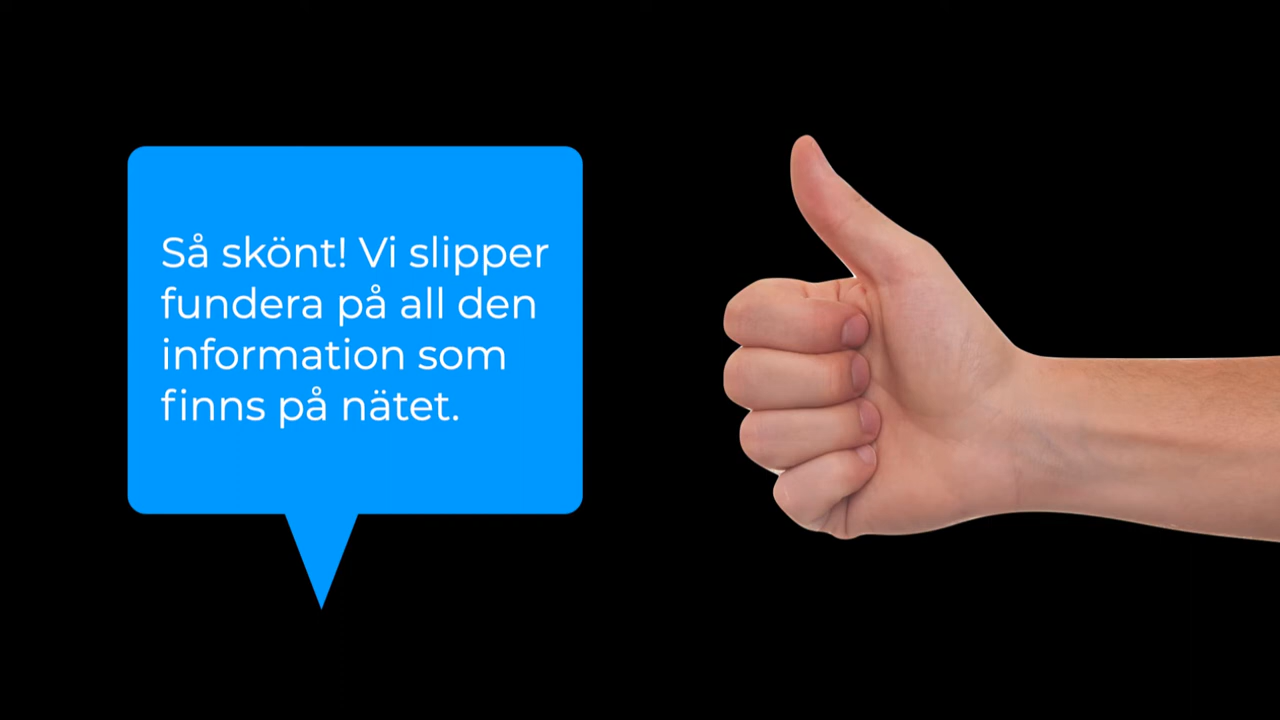 Så skönt! Vi slipper
fundera på all den
information som
finns på nätet.